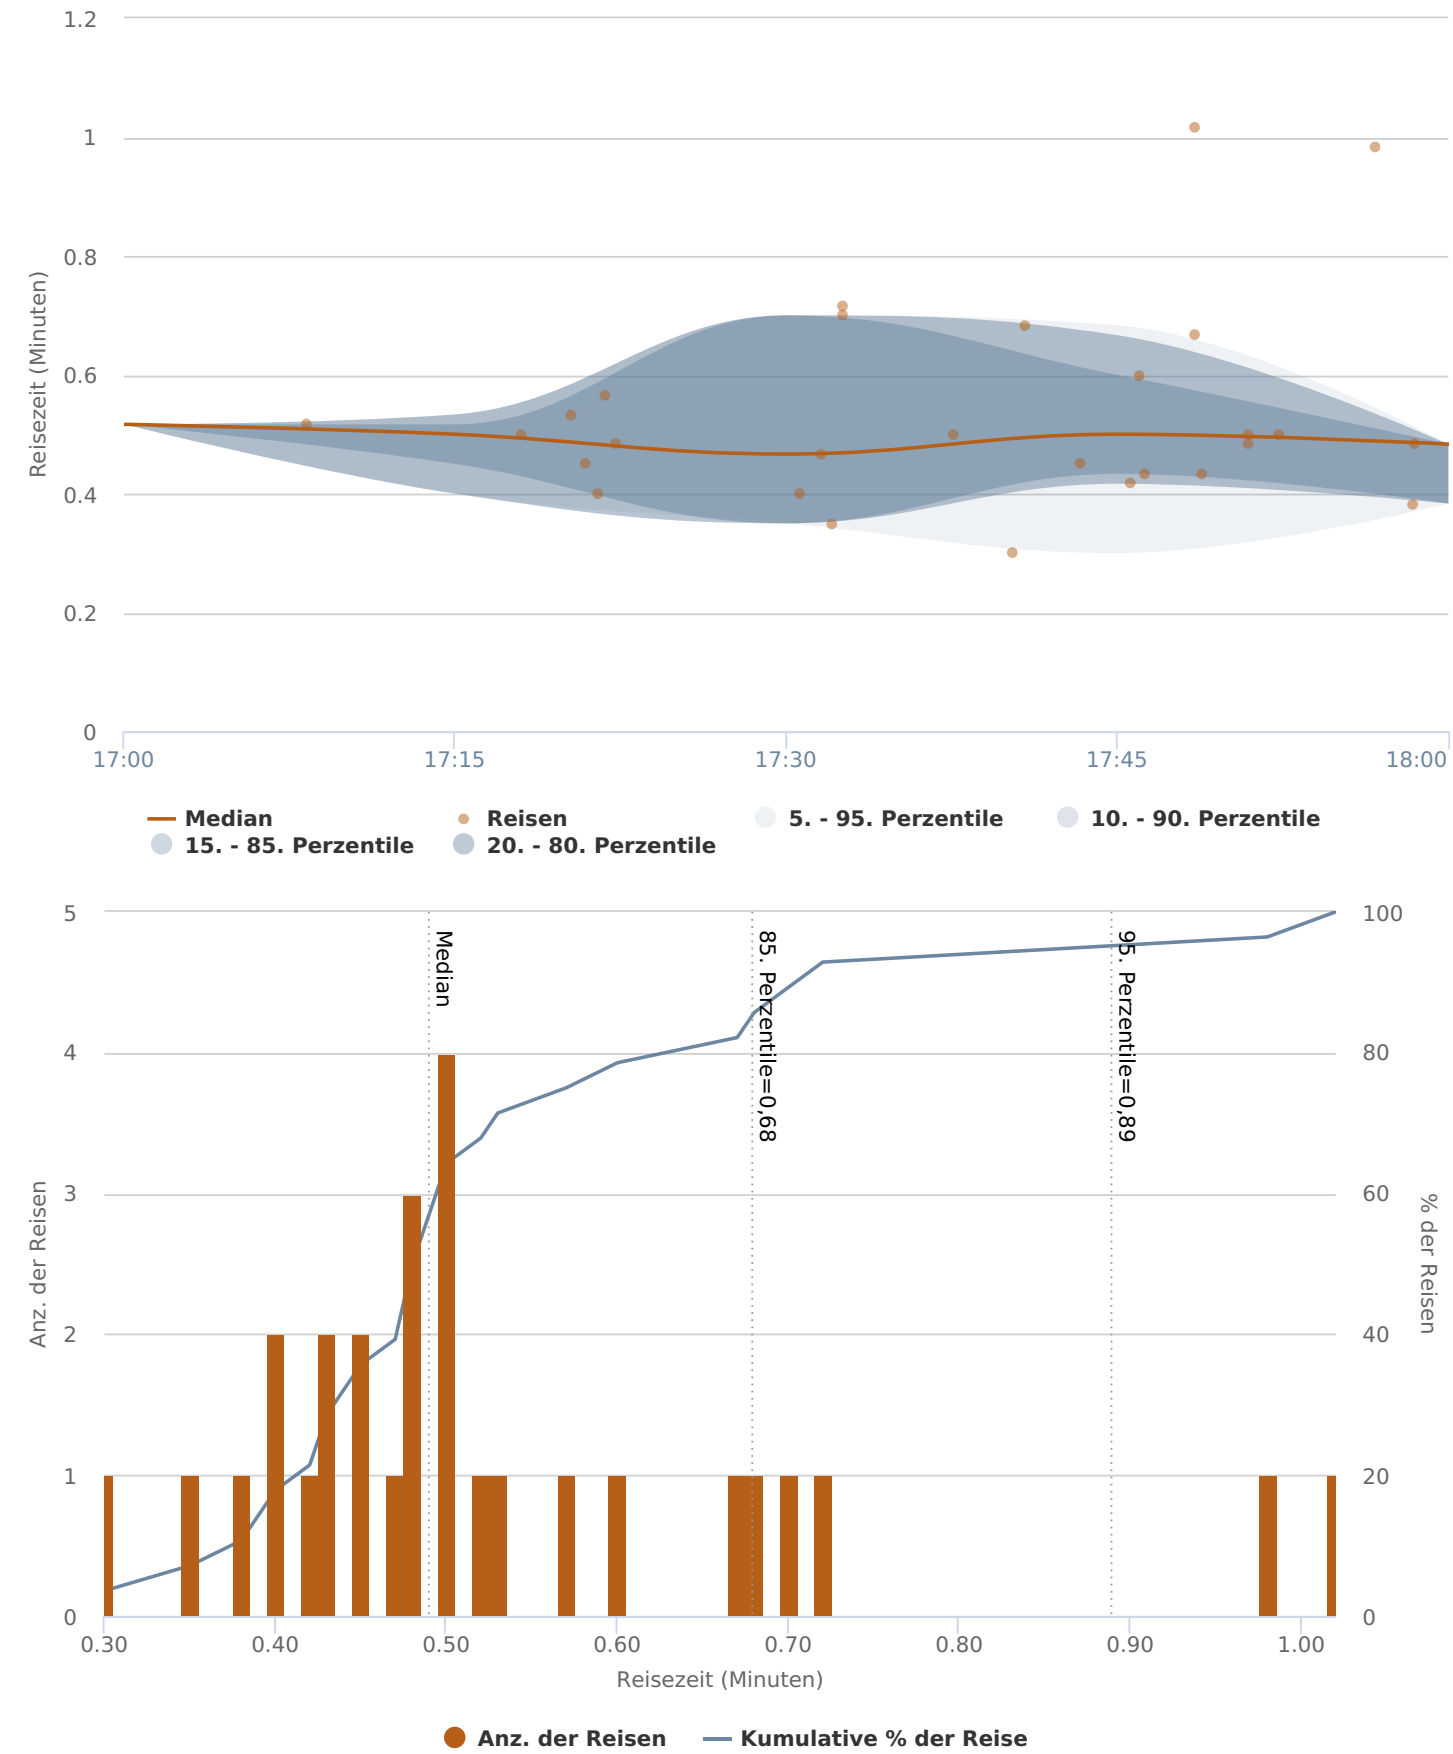 1.2
1
0.8
0.6
0.4
0.2
0
Reisezeit (Minuten)
17:00 17:15 17:30 17:45 18:00
Median Reisen 5. - 95. Perzentile 10. - 90. Perzentile
15. - 85. Perzentile 20. - 80. Perzentile
5
4
3
2
1
0
Anz. der Reisen
Median
85. Perzentile=0,68
95. Perzentile=0,89
100
80
60
40
20
0
% der Reisen
0.30 0.40 0.50 0.60 0.70 0.80 0.90 1.00
Reisezeit (Minuten)
Anz. der Reisen Kumulative % der Reise